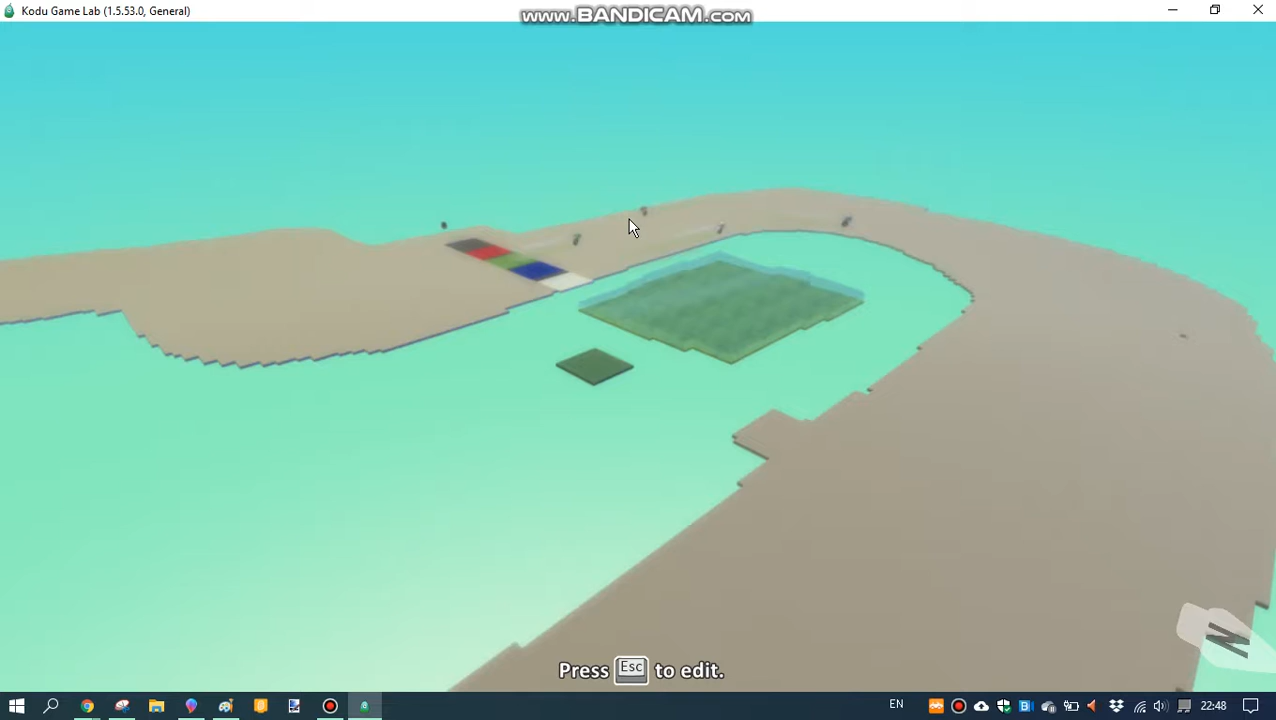 Kodu Game Lab (1.5.53.0, General)
www.BANDICAM.com
N
Press Esc to edit.
EN
22:48